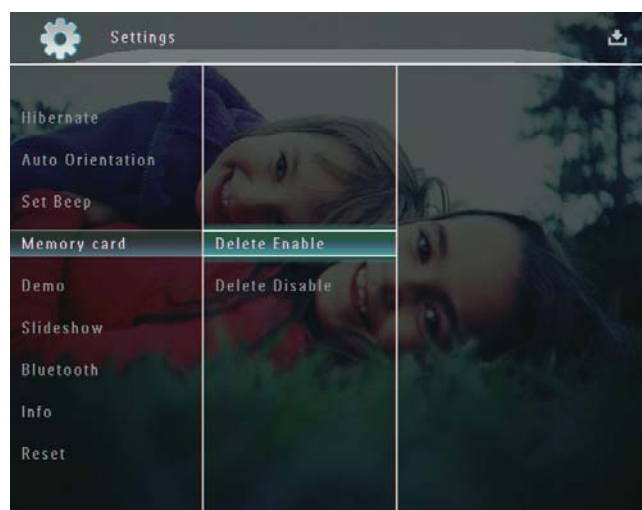 Settings
Hibernate
Auto Orientation
Set Beep
Memory card
Delete Enable
Demo
Delete Disable
Slideshow
Bluetooth
Info
Reset